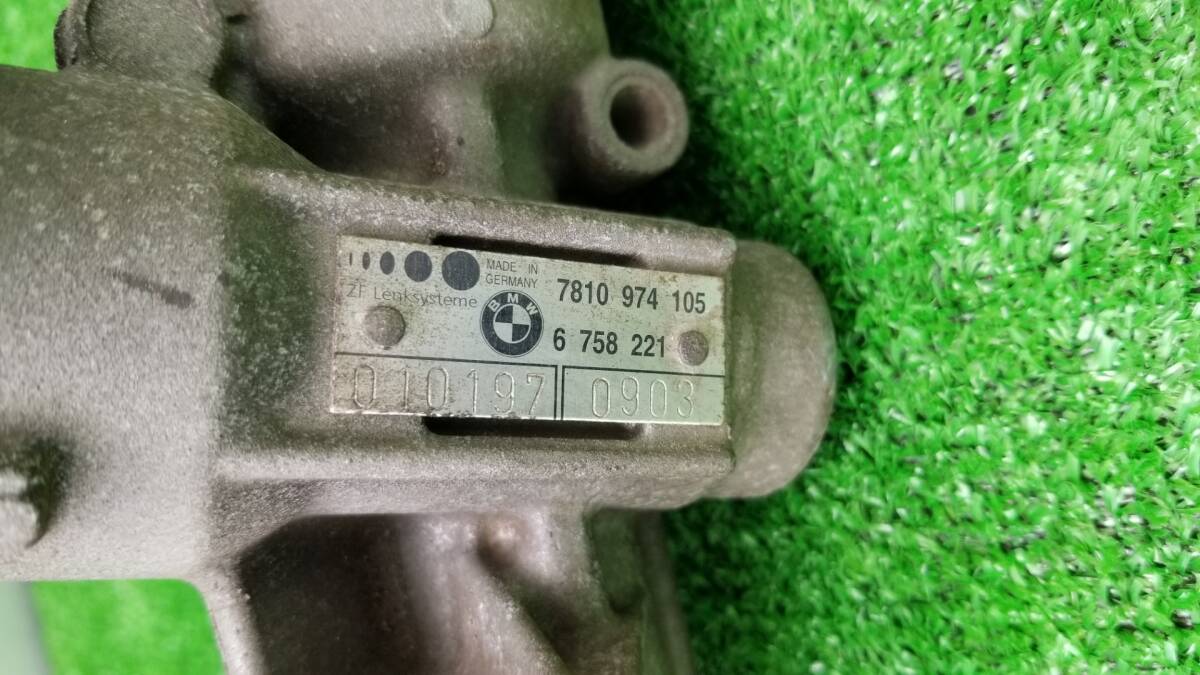 MADE IN
GERMANY
ZF Lenksysteme
BMW
7810 974 105
6 758 221
010197
0903